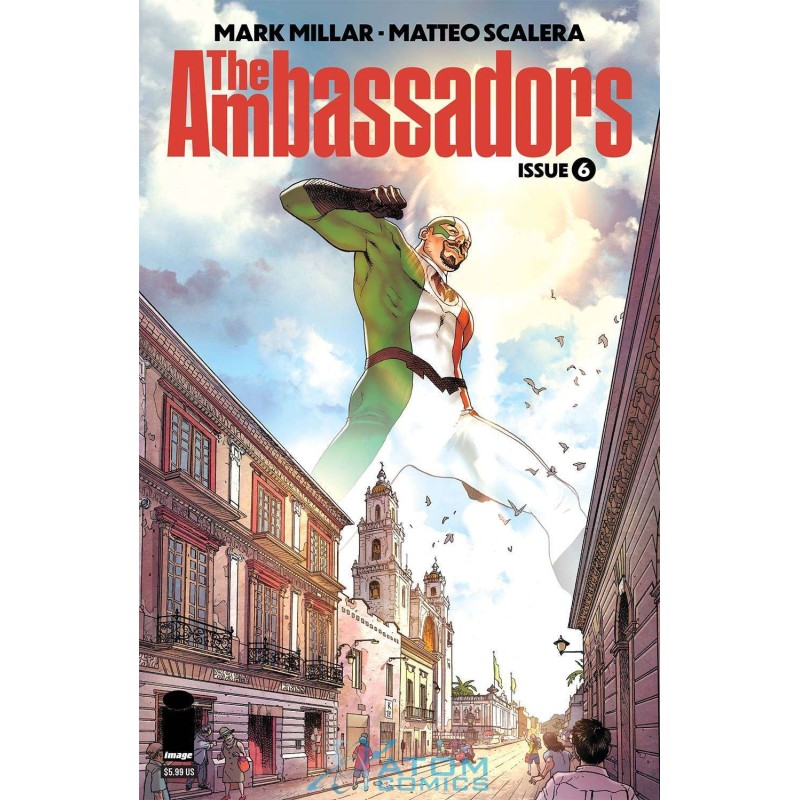 MARK MILLAR - MATTEO SCALERA
The
Ambassadors
ISSUE 6
image
$5.99 US
ATOM
COMICS